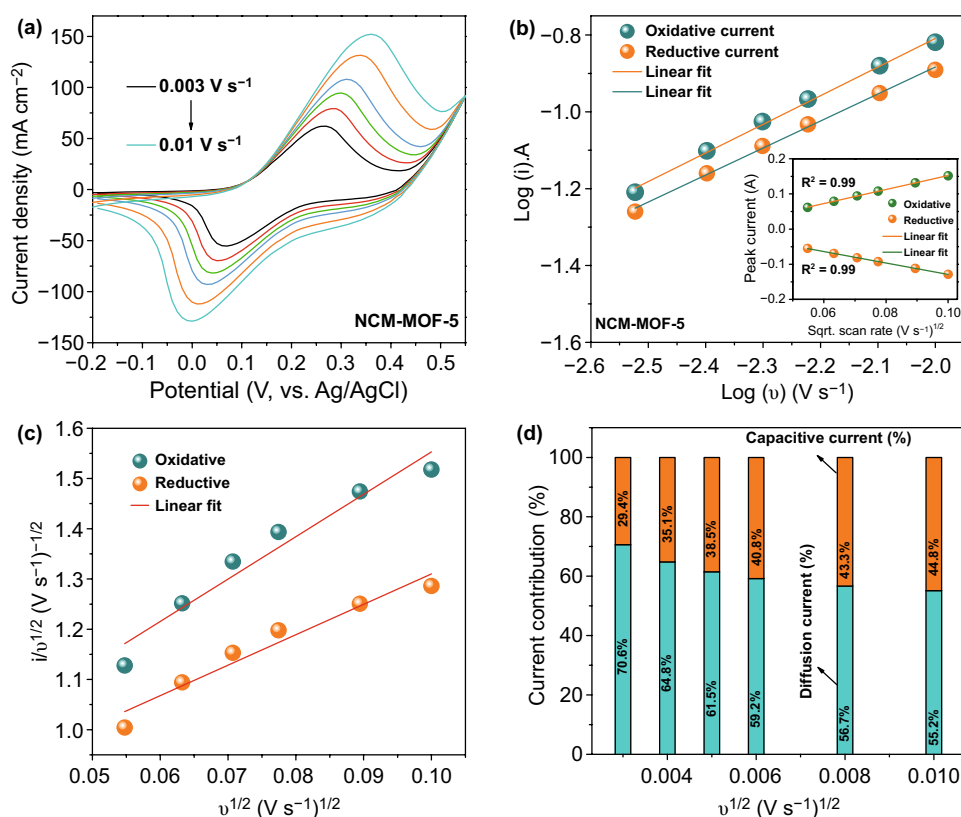 (a)
150
100
50
0
−50
−100
−150
Current density (mA cm⁻²)
0.003 V s⁻¹
0.01 V s⁻¹
NCM-MOF-5
−0.2
−0.1
0.0
0.1
0.2
0.3
0.4
0.5
Potential (V, vs. Ag/AgCl)
(b)
−0.8
−1.0
−1.2
−1.4
−1.6
Log (i).A
Oxidative current
Reductive current
Linear fit
Linear fit
0.2
0.1
0.0
−0.1
−0.2
Peak current (A)
R² = 0.99
Oxidative
Reductive
Linear fit
Linear fit
R² = 0.99
0.06
0.08
0.10
Sqrt. scan rate (V s⁻¹)¹/²
NCM-MOF-5
−2.6
−2.5
−2.4
−2.3
−2.2
−2.1
−2.0
Log (υ) (V s⁻¹)
(c)
1.6
1.5
1.4
1.3
1.2
1.1
1.0
i/υ¹/² (V s⁻¹)⁻¹/²
Oxidative
Reductive
Linear fit
0.05
0.06
0.07
0.08
0.09
0.10
υ¹/² (V s⁻¹)¹/²
(d)
Capacitive current (%)
100
80
60
40
20
0
Current contribution (%)
29.4%
35.1%
38.5%
40.8%
43.3%
44.8%
Diffusion current (%)
70.6%
64.8%
61.5%
59.2%
56.7%
55.2%
0.004
0.006
0.008
0.010
υ¹/² (V s⁻¹)¹/²